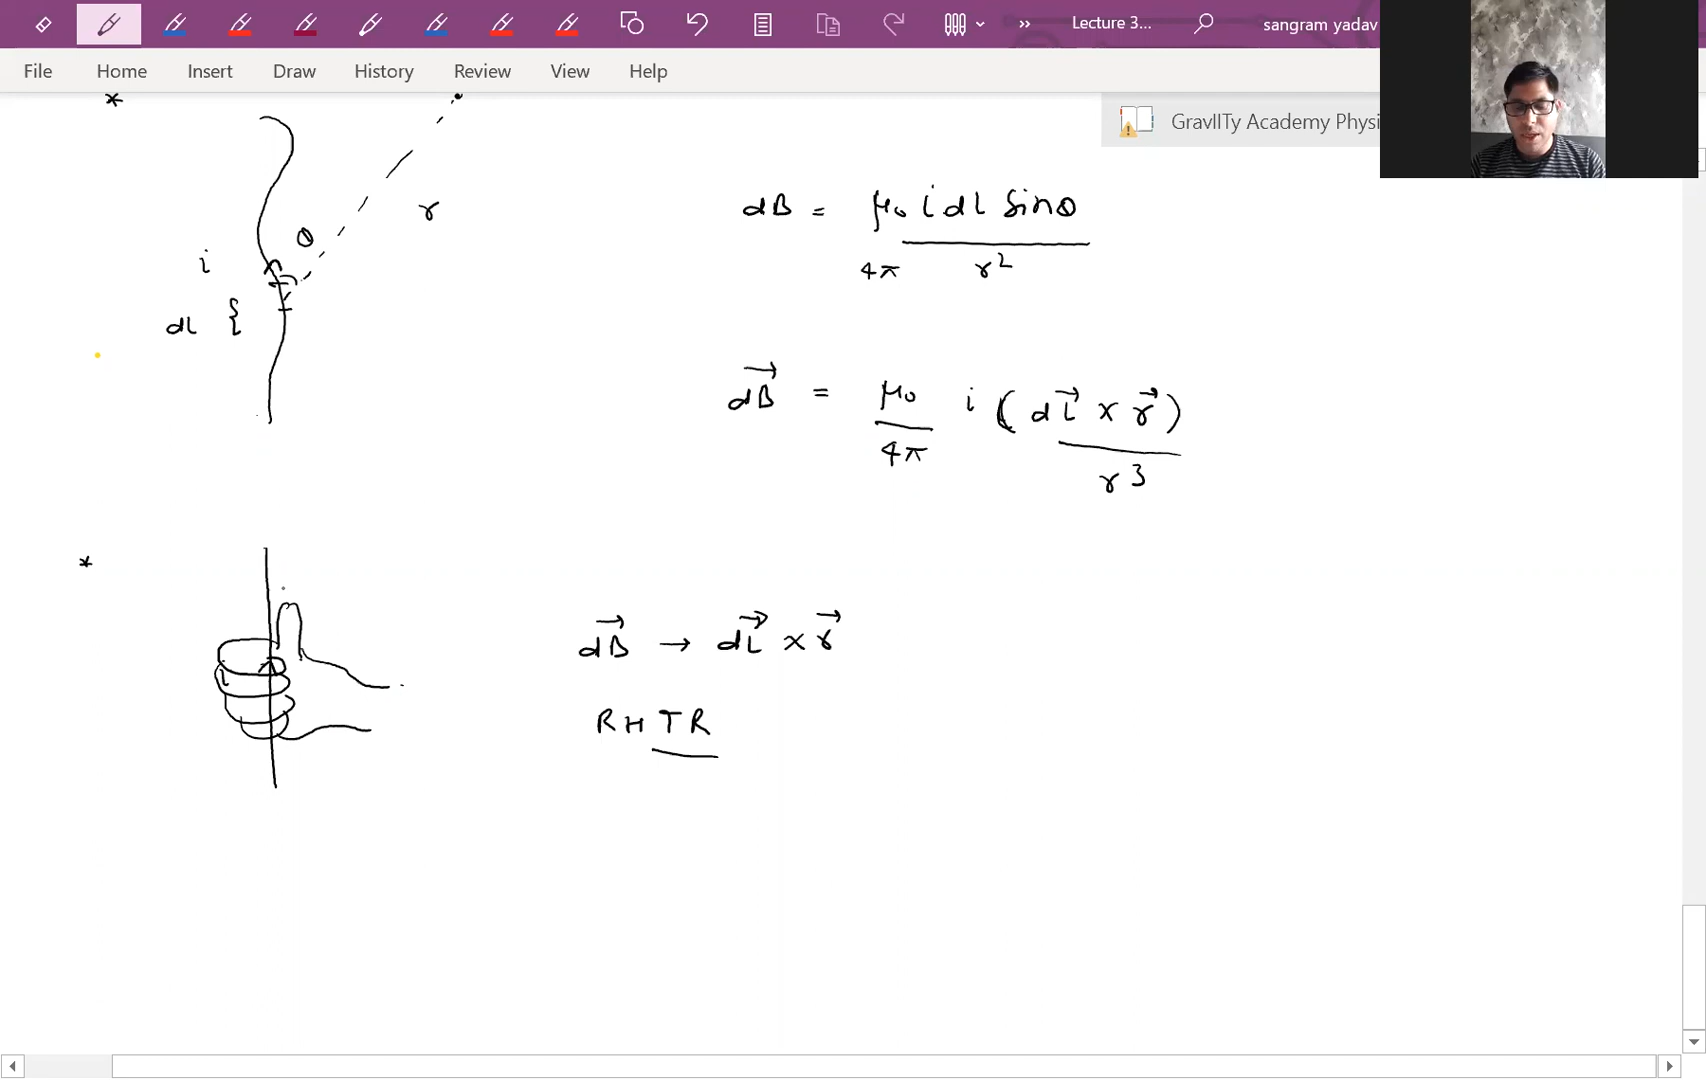 Lecture 3...
sangram yadav
File Home Insert Draw History Review View Help
GravIITy Academy Physi
*
r
θ
i
dL {
dB = μ₀ i dL sinθ
4π r²
dB⃗ = μ₀ i (dL⃗ × r⃗)
4π r³
*
i
dB⃗ → dL⃗ × r⃗
RHTR